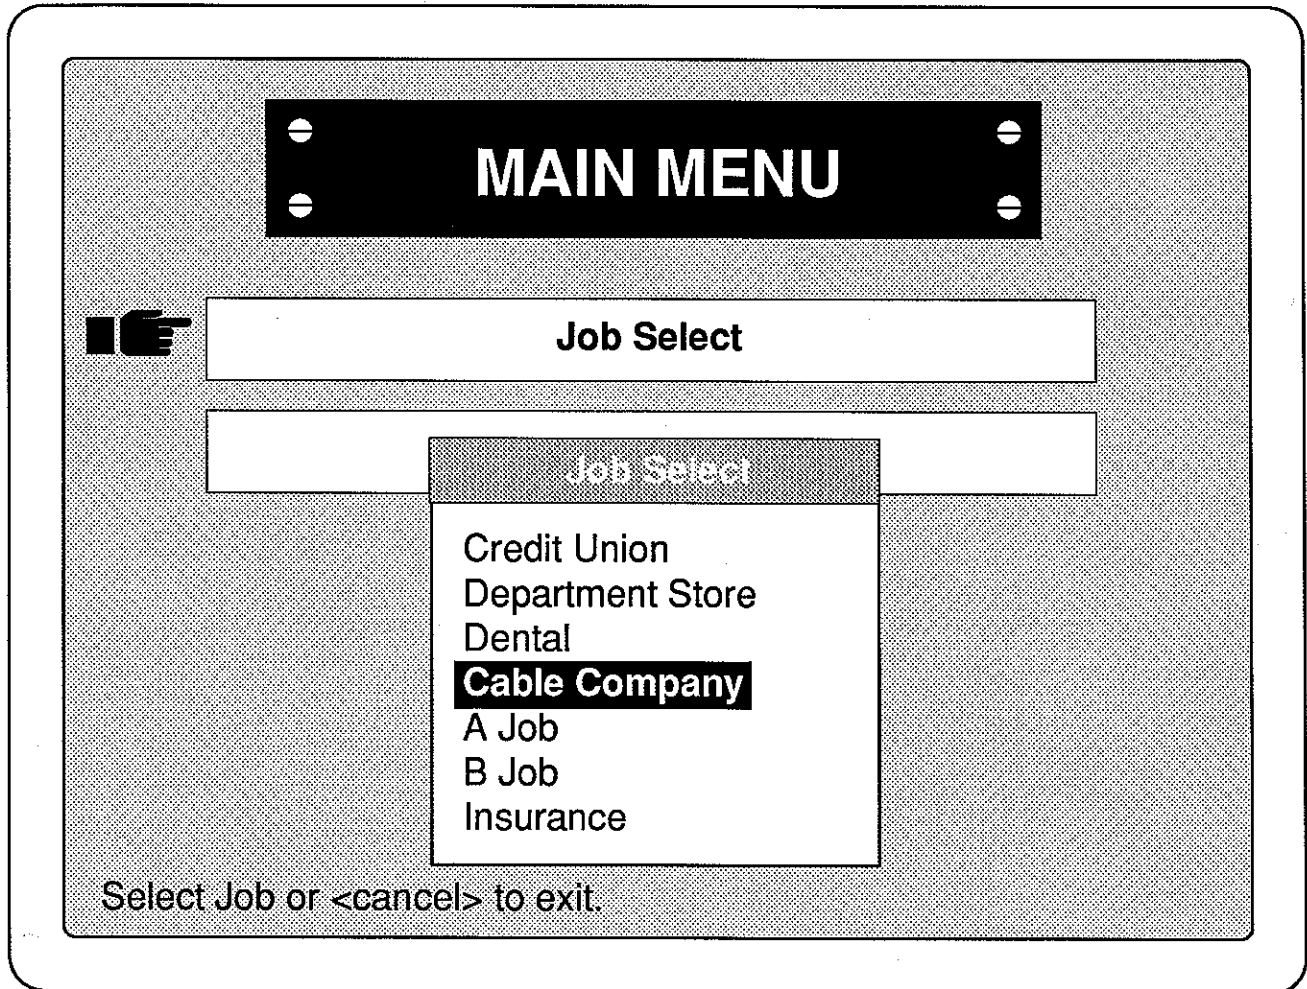 MAIN MENU
Job Select
Job Select
Credit Union
Department Store
Dental
Cable Company
A Job
B Job
Insurance
Select Job or <cancel> to exit.